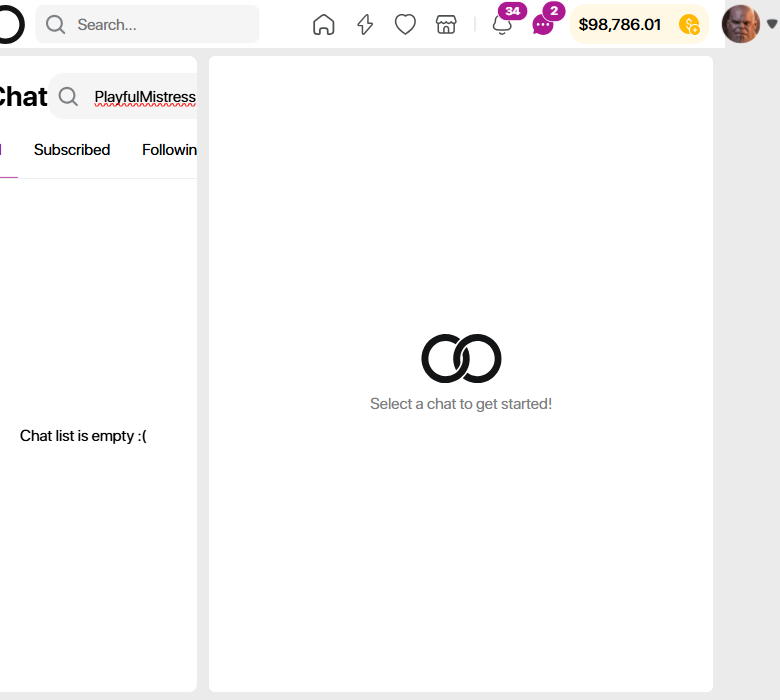 Search...
34
2
$98,786.01
Chat
PlayfulMistress
Subscribed
Followin
Chat list is empty :(
Select a chat to get started!